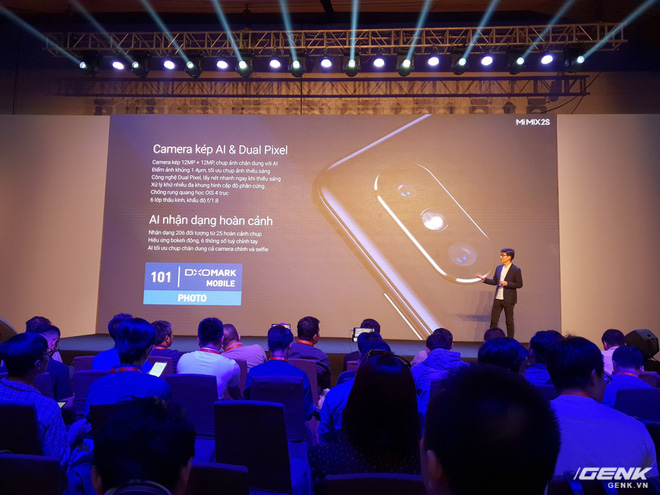 Mi MIX 2S
Camera kép AI & Dual Pixel
Camera kép 12MP + 12MP, chụp ảnh chân dung với AI
Điểm ảnh khủng 1.4μm, tối ưu chụp ảnh thiếu sáng
Công nghệ Dual Pixel, lấy nét nhanh ngay khi thiếu sáng
Xử lý khử nhiễu đa khung hình cấp độ phần cứng
Chống rung quang học OIS 4 trục
6 lớp thấu kính, khẩu độ f/1.8
AI nhận dạng hoàn cảnh
Nhận dạng 206 đối tượng từ 25 hoàn cảnh chụp
Hiệu ứng bokeh động, 6 thông số tuỳ chỉnh tay
AI tối ưu chụp chân dung cả camera chính và selfie
101 DXOMARK
MOBILE
PHOTO
GENK
GENK.VN